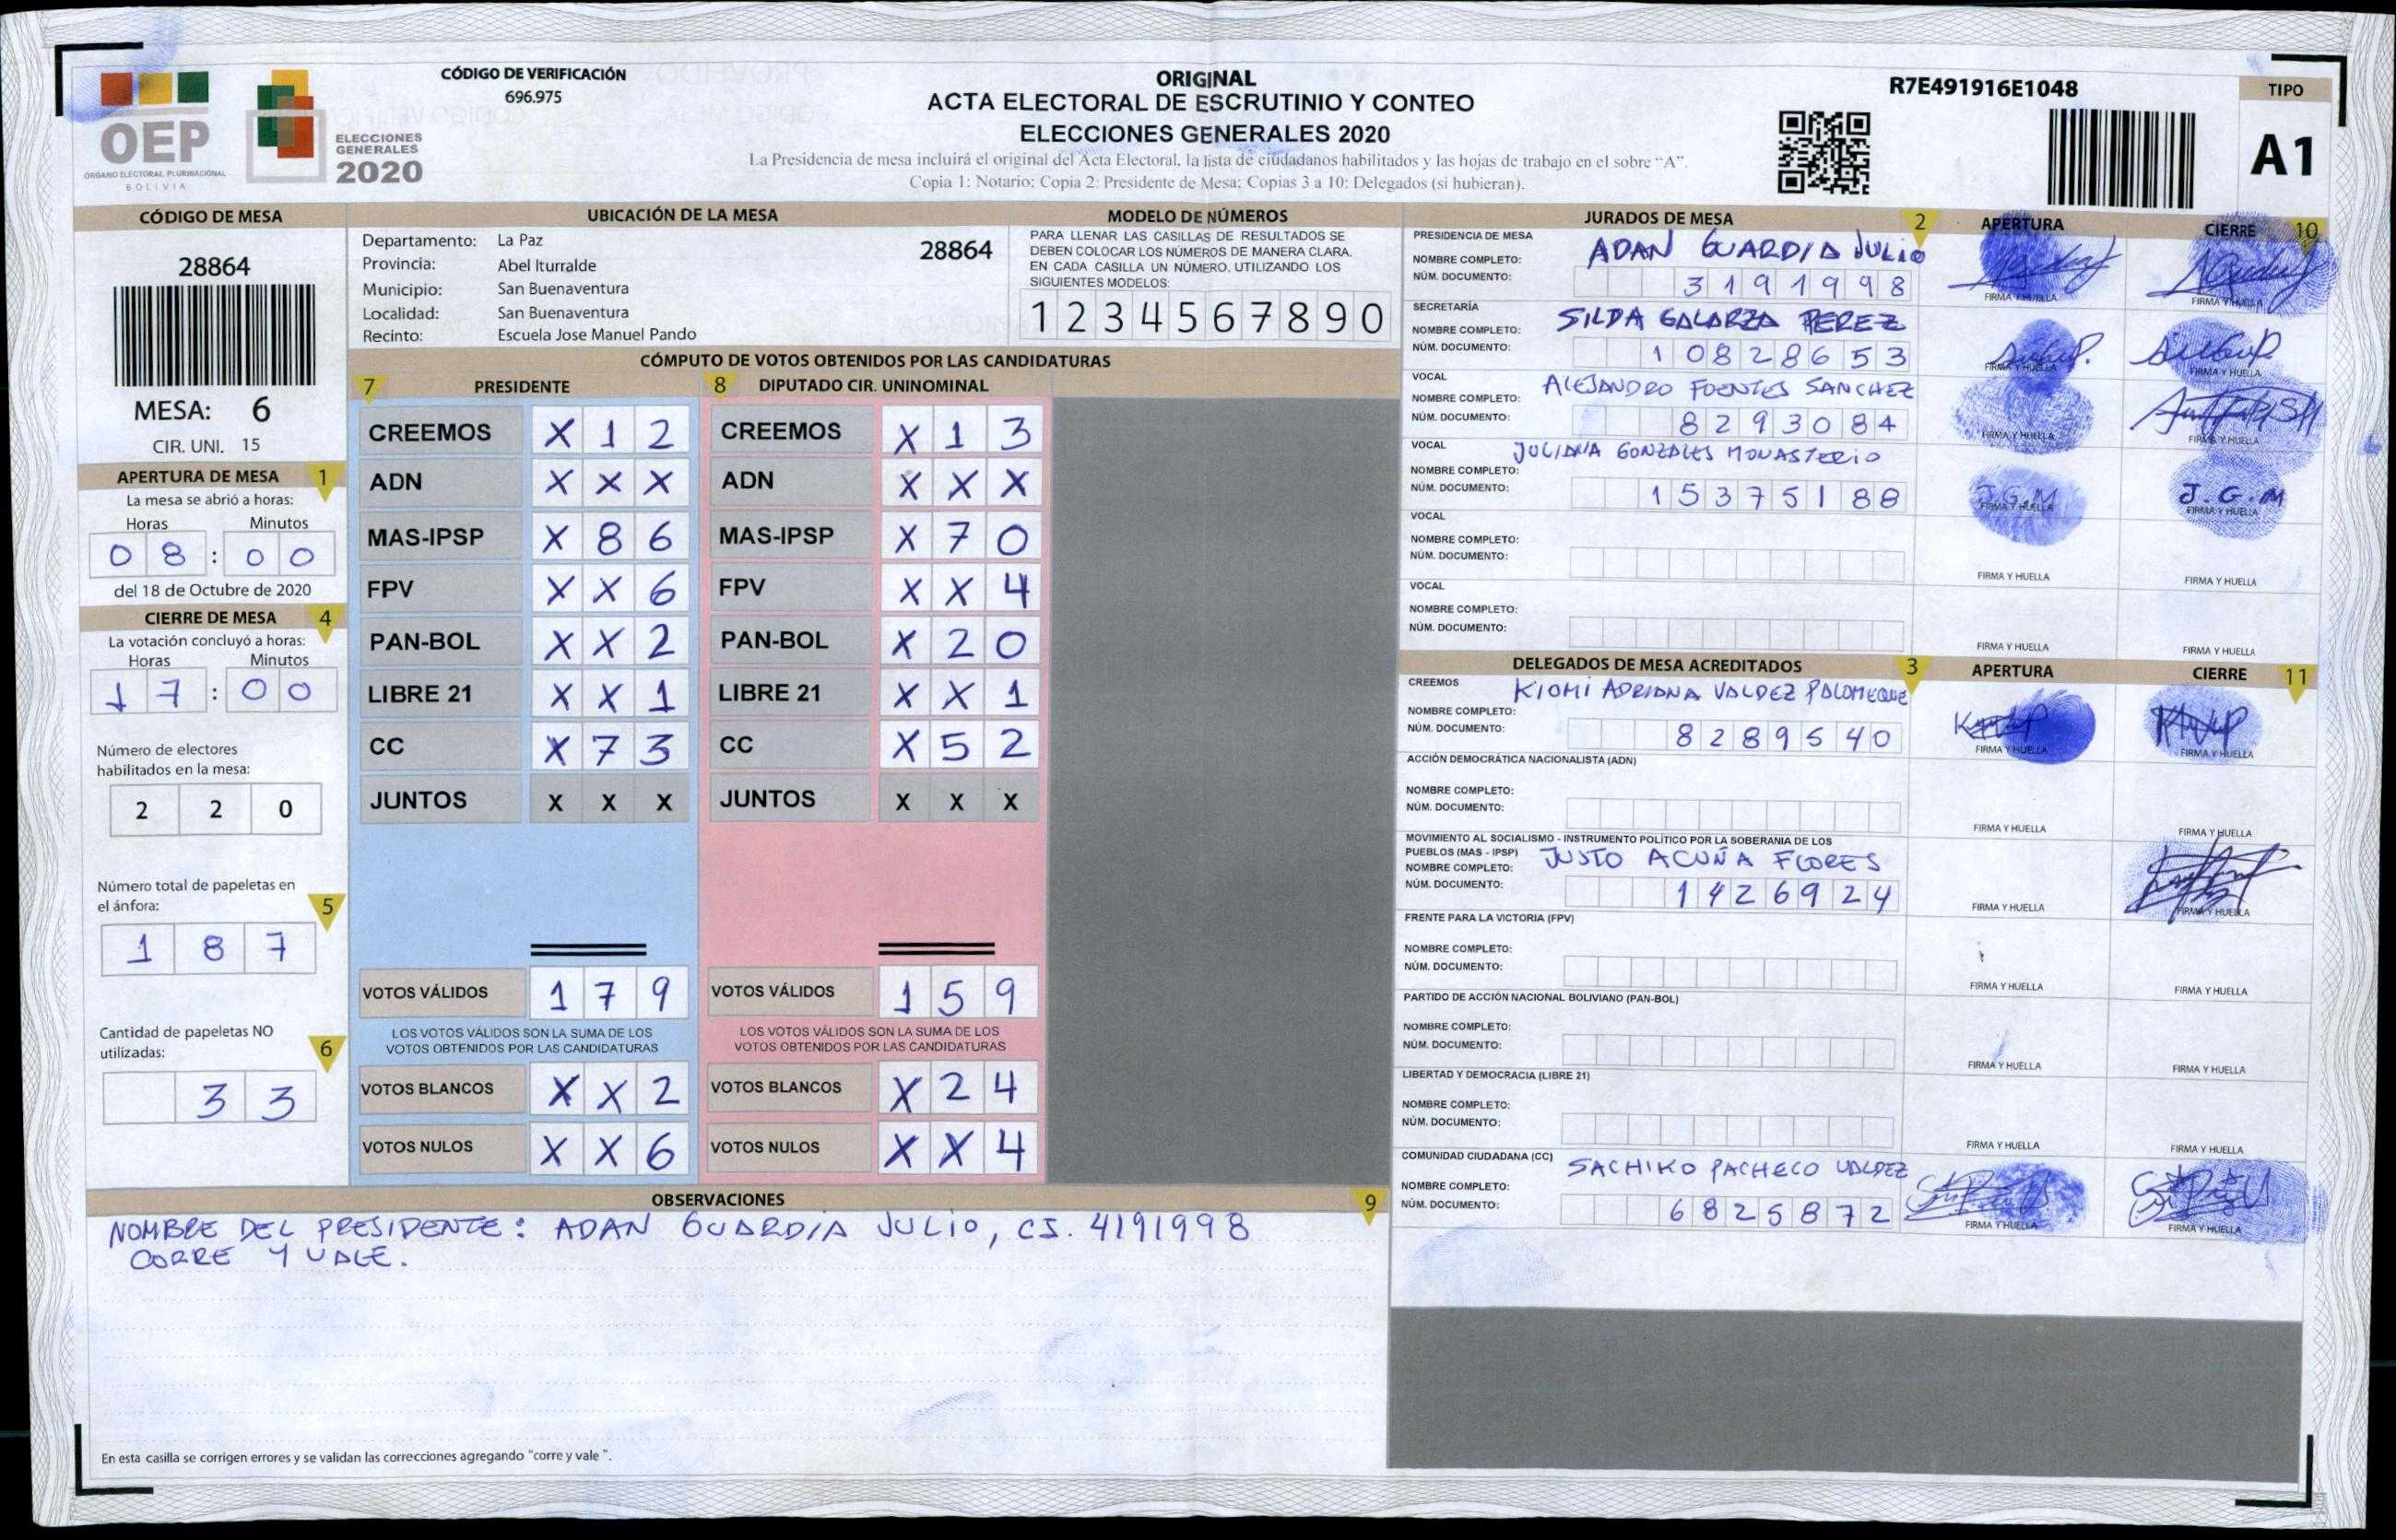 OEP
ÓRGANO ELECTORAL PLURINACIONAL
BOLIVIA
ELECCIONES
GENERALES
2020
CÓDIGO DE VERIFICACIÓN
696.975
ORIGINAL
ACTA ELECTORAL DE ESCRUTINIO Y CONTEO
ELECCIONES GENERALES 2020
La Presidencia de mesa incluirá el original del Acta Electoral, la lista de ciudadanos habilitados y las hojas de trabajo en el sobre “A”.
Copia 1: Notario; Copia 2: Presidente de Mesa; Copias 3 a 10: Delegados (si hubieran).
R7E491916E1048
TIPO
A1
CÓDIGO DE MESA
28864
MESA: 6
CIR. UNI. 15
APERTURA DE MESA 1
La mesa se abrió a horas:
Horas Minutos
0 8 : 0 0
del 18 de Octubre de 2020
CIERRE DE MESA 4
La votación concluyó a horas:
Horas Minutos
1 7 : 0 0
Número de electores
habilitados en la mesa:
2 2 0
Número total de papeletas en
el ánfora: 5
1 8 7
Cantidad de papeletas NO
utilizadas: 6
3 3
UBICACIÓN DE LA MESA
Departamento: La Paz 28864
Provincia: Abel Iturralde
Municipio: San Buenaventura
Localidad: San Buenaventura
Recinto: Escuela Jose Manuel Pando
MODELO DE NÚMEROS
PARA LLENAR LAS CASILLAS DE RESULTADOS SE
DEBEN COLOCAR LOS NÚMEROS DE MANERA CLARA.
EN CADA CASILLA UN NÚMERO, UTILIZANDO LOS
SIGUIENTES MODELOS:
1 2 3 4 5 6 7 8 9 0
CÓMPUTO DE VOTOS OBTENIDOS POR LAS CANDIDATURAS
7 PRESIDENTE
CREEMOS X 1 2
ADN X X X
MAS-IPSP X 8 6
FPV X X 6
PAN-BOL X X 2
LIBRE 21 X X 1
CC X 7 3
JUNTOS X X X
VOTOS VÁLIDOS 1 7 9
LOS VOTOS VÁLIDOS SON LA SUMA DE LOS
VOTOS OBTENIDOS POR LAS CANDIDATURAS
VOTOS BLANCOS X X 2
VOTOS NULOS X X 6
8 DIPUTADO CIR. UNINOMINAL
CREEMOS X 1 3
ADN X X X
MAS-IPSP X 7 0
FPV X X 4
PAN-BOL X 2 0
LIBRE 21 X X 1
CC X 5 2
JUNTOS X X X
VOTOS VÁLIDOS 1 5 9
LOS VOTOS VÁLIDOS SON LA SUMA DE LOS
VOTOS OBTENIDOS POR LAS CANDIDATURAS
VOTOS BLANCOS X 2 4
VOTOS NULOS X X 4
OBSERVACIONES 9
NOMBRE DEL PRESIDENTE: ADAN GUARDIA JULIO, CI. 4191998
CORRE Y VALE.
En esta casilla se corrigen errores y se validan las correcciones agregando “corre y vale ”.
JURADOS DE MESA 2 APERTURA CIERRE 10
PRESIDENCIA DE MESA
NOMBRE COMPLETO: ADAN GUARDIA JULIO
NÚM. DOCUMENTO: 3 1 9 1 9 9 8
FIRMA Y HUELLA FIRMA Y HUELLA
SECRETARÍA
NOMBRE COMPLETO: SILDA GALARZA PEREZ
NÚM. DOCUMENTO: 1 0 8 2 8 6 5 3
FIRMA Y HUELLA FIRMA Y HUELLA
VOCAL
NOMBRE COMPLETO: ALEJANDRO FUENTES SANCHEZ
NÚM. DOCUMENTO: 8 2 9 3 0 8 4
FIRMA Y HUELLA FIRMA Y HUELLA
VOCAL
JULIANA GONZALES MONASTERIO
NOMBRE COMPLETO:
NÚM. DOCUMENTO: 1 5 3 7 5 1 8 8
J.G.M J.G.M
FIRMA Y HUELLA FIRMA Y HUELLA
VOCAL
NOMBRE COMPLETO:
NÚM. DOCUMENTO:
FIRMA Y HUELLA FIRMA Y HUELLA
VOCAL
NOMBRE COMPLETO:
NÚM. DOCUMENTO:
FIRMA Y HUELLA FIRMA Y HUELLA
DELEGADOS DE MESA ACREDITADOS 3 APERTURA CIERRE 11
CREEMOS KIOMI ADRIANA VALDEZ PALOMEQUE
NOMBRE COMPLETO:
NÚM. DOCUMENTO: 8 2 8 9 5 4 0
FIRMA Y HUELLA FIRMA Y HUELLA
ACCIÓN DEMOCRÁTICA NACIONALISTA (ADN)
NOMBRE COMPLETO:
NÚM. DOCUMENTO:
FIRMA Y HUELLA FIRMA Y HUELLA
MOVIMIENTO AL SOCIALISMO - INSTRUMENTO POLÍTICO POR LA SOBERANIA DE LOS
PUEBLOS (MAS - IPSP) JUSTO ACUÑA FLORES
NOMBRE COMPLETO:
NÚM. DOCUMENTO: 1 4 2 6 9 2 4
FIRMA Y HUELLA FIRMA Y HUELLA
FRENTE PARA LA VICTORIA (FPV)
NOMBRE COMPLETO:
NÚM. DOCUMENTO:
FIRMA Y HUELLA FIRMA Y HUELLA
PARTIDO DE ACCIÓN NACIONAL BOLIVIANO (PAN-BOL)
NOMBRE COMPLETO:
NÚM. DOCUMENTO:
FIRMA Y HUELLA FIRMA Y HUELLA
LIBERTAD Y DEMOCRACIA (LIBRE 21)
NOMBRE COMPLETO:
NÚM. DOCUMENTO:
FIRMA Y HUELLA FIRMA Y HUELLA
COMUNIDAD CIUDADANA (CC) SACHIKO PACHECO VALDEZ
NOMBRE COMPLETO:
NÚM. DOCUMENTO: 6 8 2 5 8 7 2
FIRMA Y HUELLA FIRMA Y HUELLA